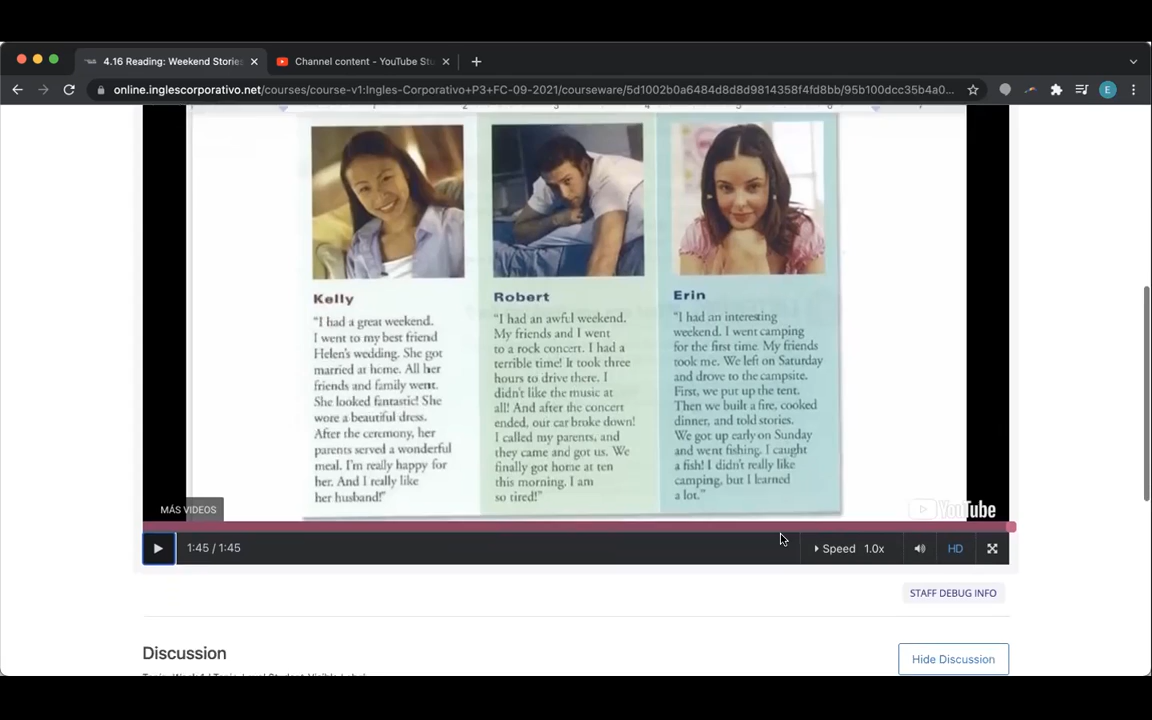 4.16 Reading: Weekend Stories
Channel content - YouTube Stu
online.inglescorporativo.net/courses/course-v1:Ingles-Corporativo+P3+FC-09-2021/courseware/5d1002b0a6484d8d8d9814358f4fd8bb/95b100dcc35b4a0...
E
Kelly
"I had a great weekend.
I went to my best friend
Helen's wedding. She got
married at home. All her
friends and family went.
She looked fantastic! She
wore a beautiful dress.
After the ceremony, her
parents served a wonderful
meal. I'm really happy for
her. And I really like
her husband!"
Robert
"I had an awful weekend.
My friends and I went
to a rock concert. I had a
terrible time! It took three
hours to drive there. I
didn't like the music at
all! And after the concert
ended, our car broke down!
I called my parents, and
they came and got us. We
finally got home at ten
this morning. I am
so tired!"
Erin
"I had an interesting
weekend. I went camping
for the first time. My friends
took me. We left on Saturday
and drove to the campsite.
First, we put up the tent.
Then we built a fire, cooked
dinner, and told stories.
We got up early on Sunday
and went fishing. I caught
a fish! I didn't really like
camping, but I learned
a lot."
MÁS VIDEOS
YouTube
1:45 / 1:45
Speed 1.0x
HD
STAFF DEBUG INFO
Discussion
Hide Discussion